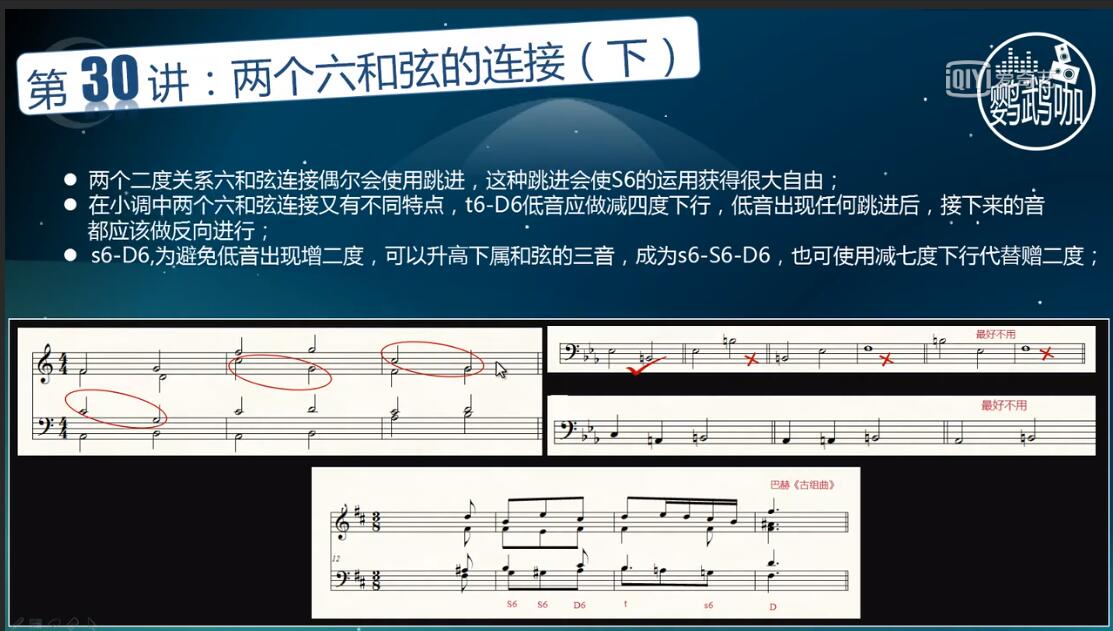 第30讲：两个六和弦的连接（下）
iQIYI 爱奇艺
鹦鹉咖
● 两个二度关系六和弦连接偶尔会使用跳进，这种跳进会使S6的运用获得很大自由；
● 在小调中两个六和弦连接又有不同特点，t6-D6低音应做减四度下行，低音出现任何跳进后，接下来的音
都应该做反向进行；
● s6-D6,为避免低音出现增二度，可以升高下属和弦的三音，成为s6-S6-D6，也可使用减七度下行代替赠二度；
最好不用
最好不用
巴赫《古组曲》
12
S6 S6 D6 t s6 D